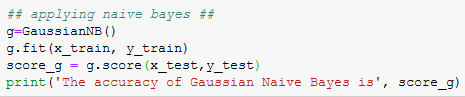 ## applying naive bayes ##
g=GaussianNB()
g.fit(x_train, y_train)
score_g = g.score(x_test,y_test)
print('The accuracy of Gaussian Naive Bayes is', score_g)